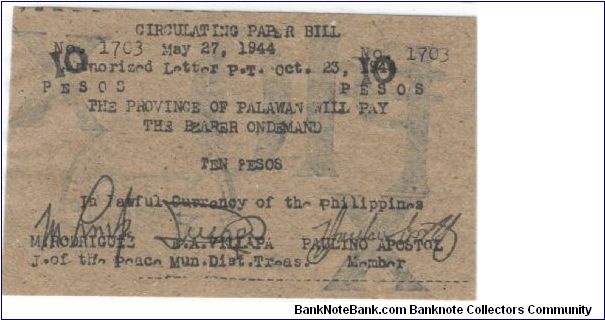 CIRCULATING PAPER BILL
No. 1703 May 27, 1944 No. 1703
10 Authorized Letter P.T. Oct. 23, 10
PESOS PESOS
THE PROVINCE OF PALAWAN WILL PAY
THE BEARER ONDEMAND
TEN PESOS
In lawful Currency of the Philippines
M.RODRIGUEZ E.A.VILLAPA PAULINO APOSTOL
J.of the Peace Mun.Dist.Treas. Member
BankNoteBank.com Banknote Collectors Community